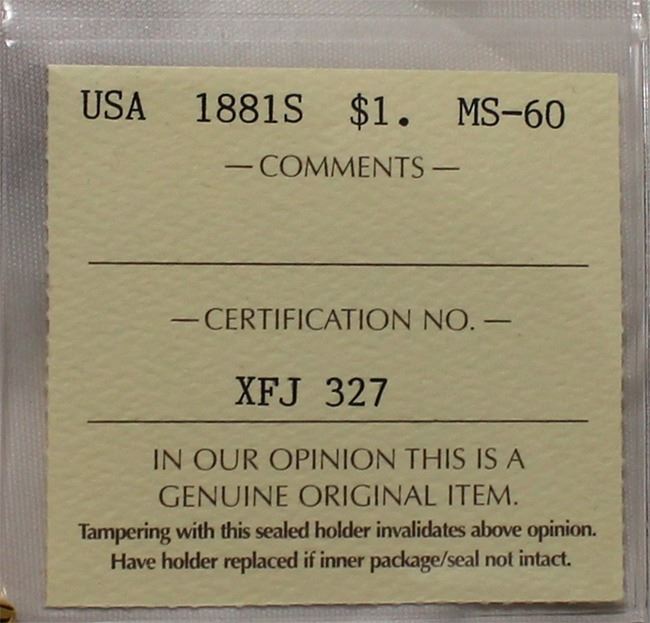 USA 1881S $1. MS-60
— COMMENTS —
— CERTIFICATION NO. —
XFJ 327
IN OUR OPINION THIS IS A
GENUINE ORIGINAL ITEM.
Tampering with this sealed holder invalidates above opinion.
Have holder replaced if inner package/seal not intact.